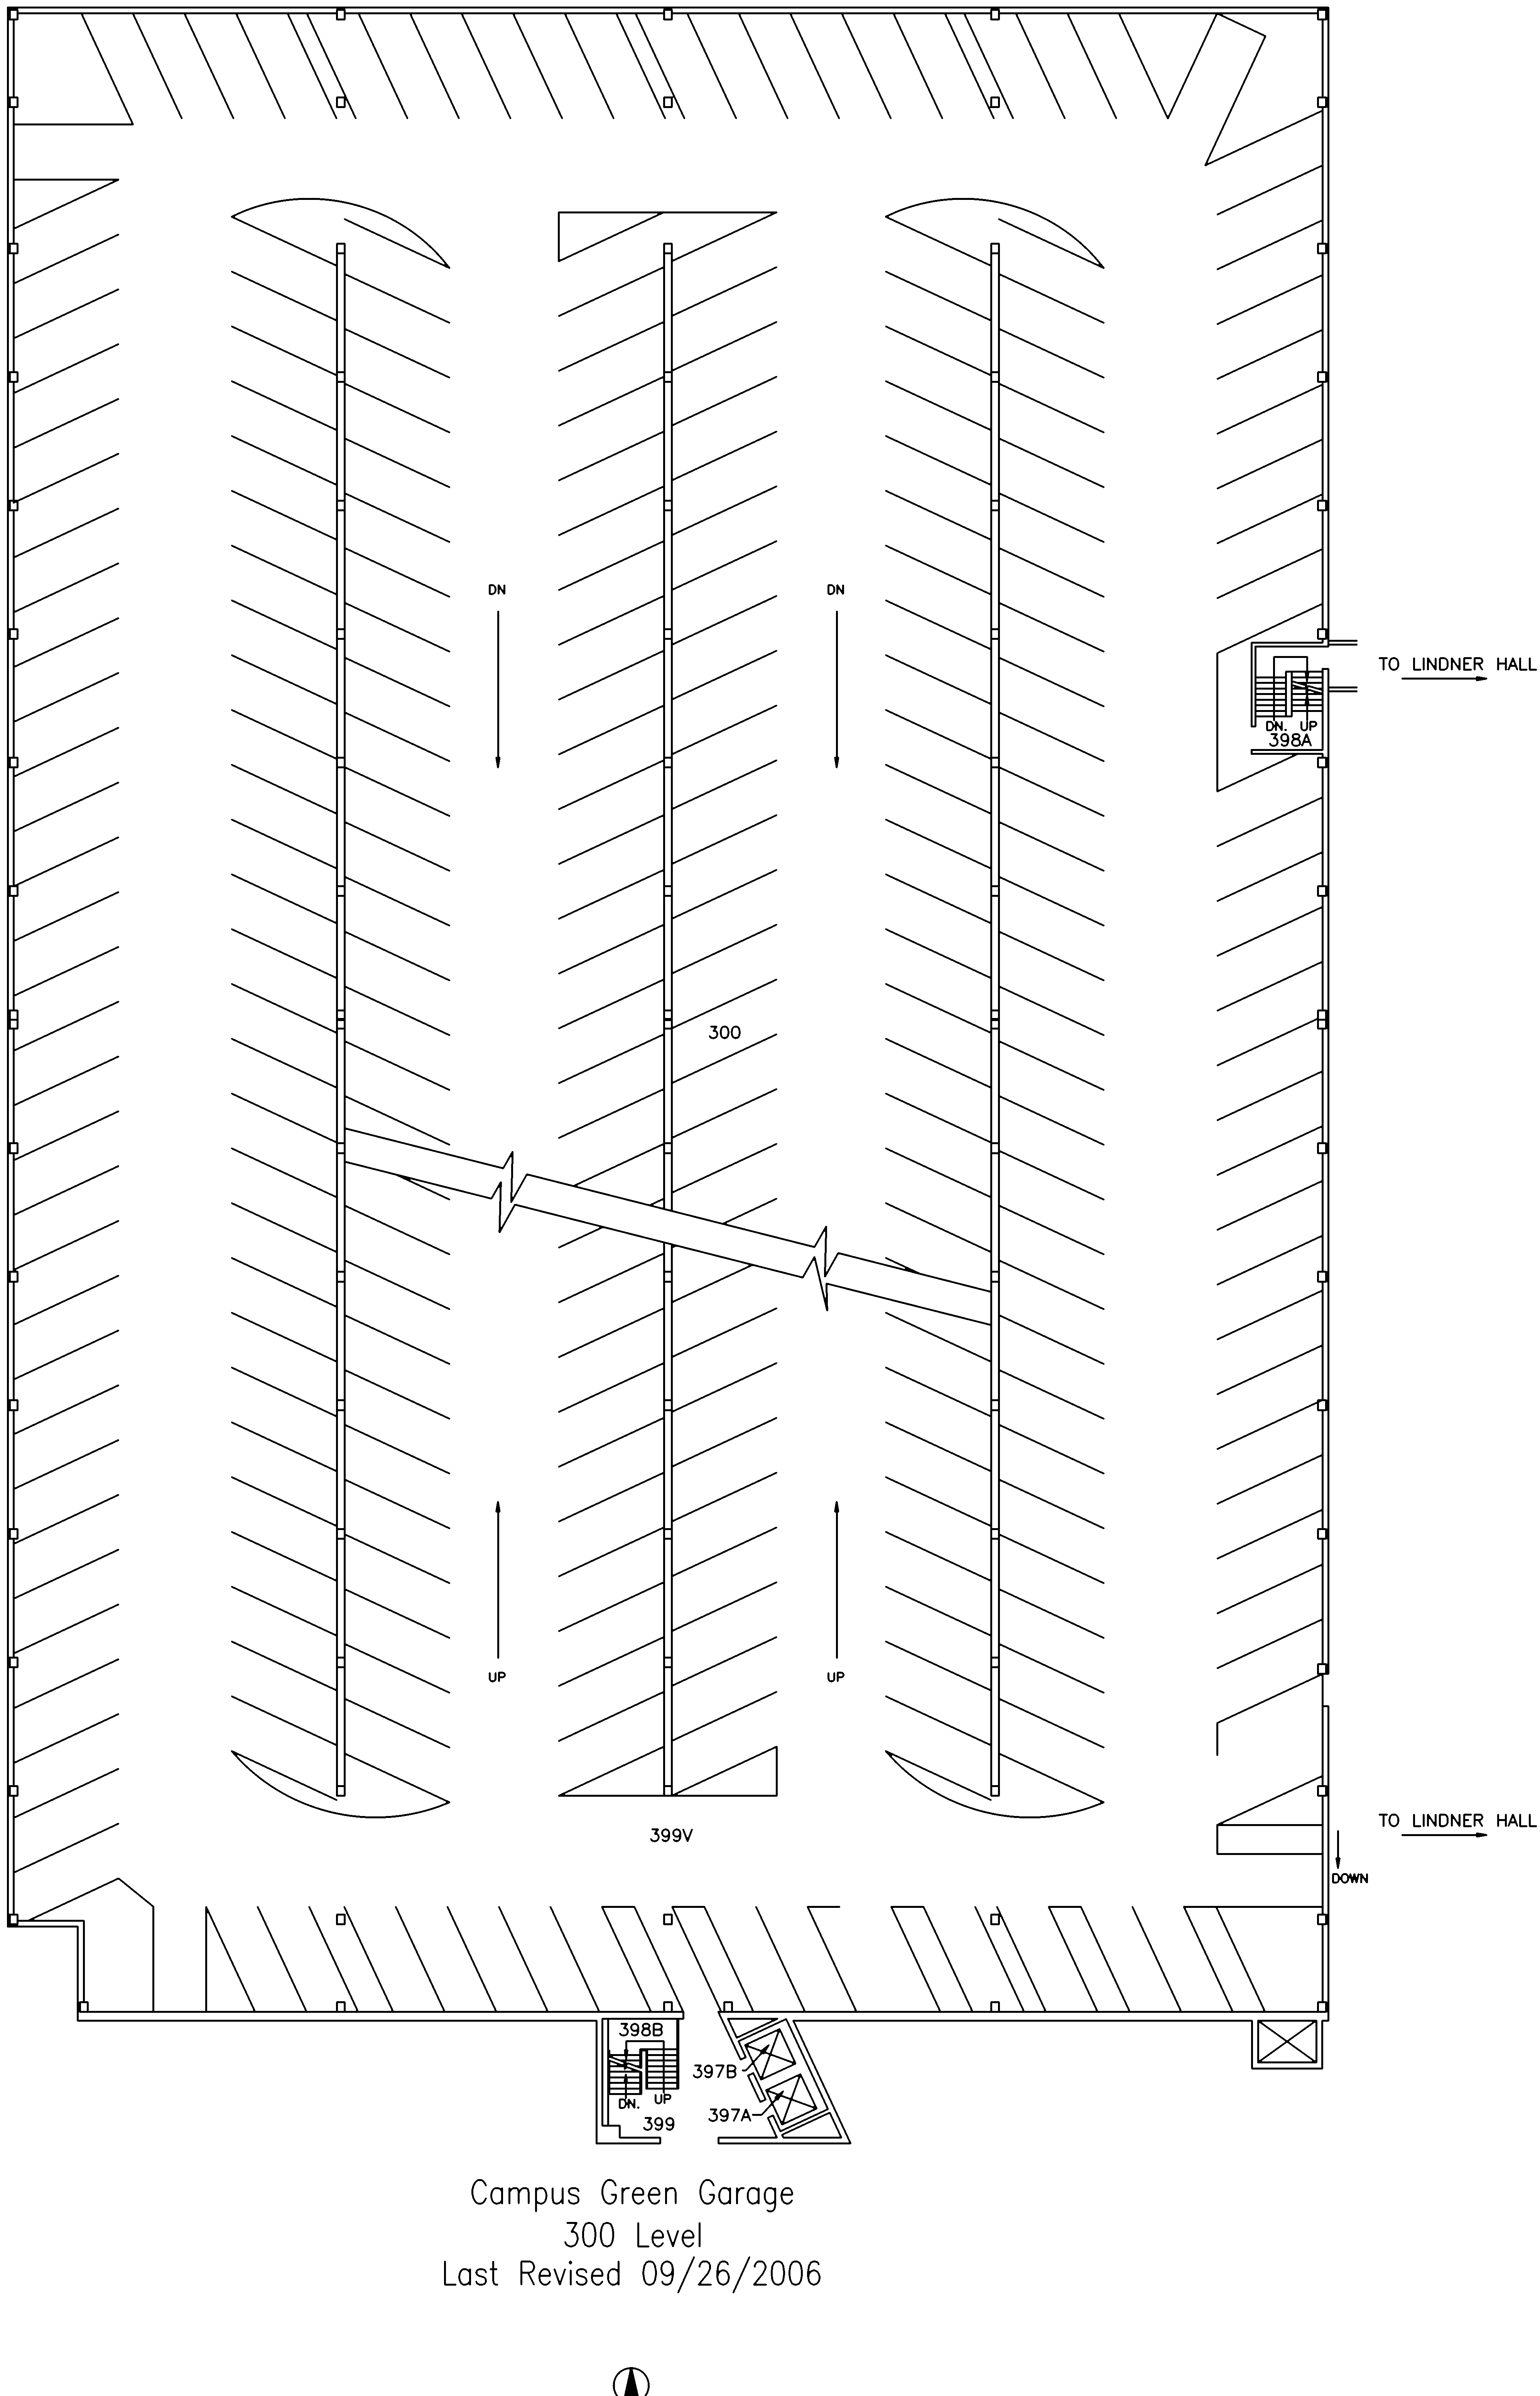 DN
DN
TO LINDNER HALL
DN. UP
398A
300
UP
UP
399V
TO LINDNER HALL
DOWN
398B
397B
DN. UP
397A
399
Campus Green Garage
300 Level
Last Revised 09/26/2006